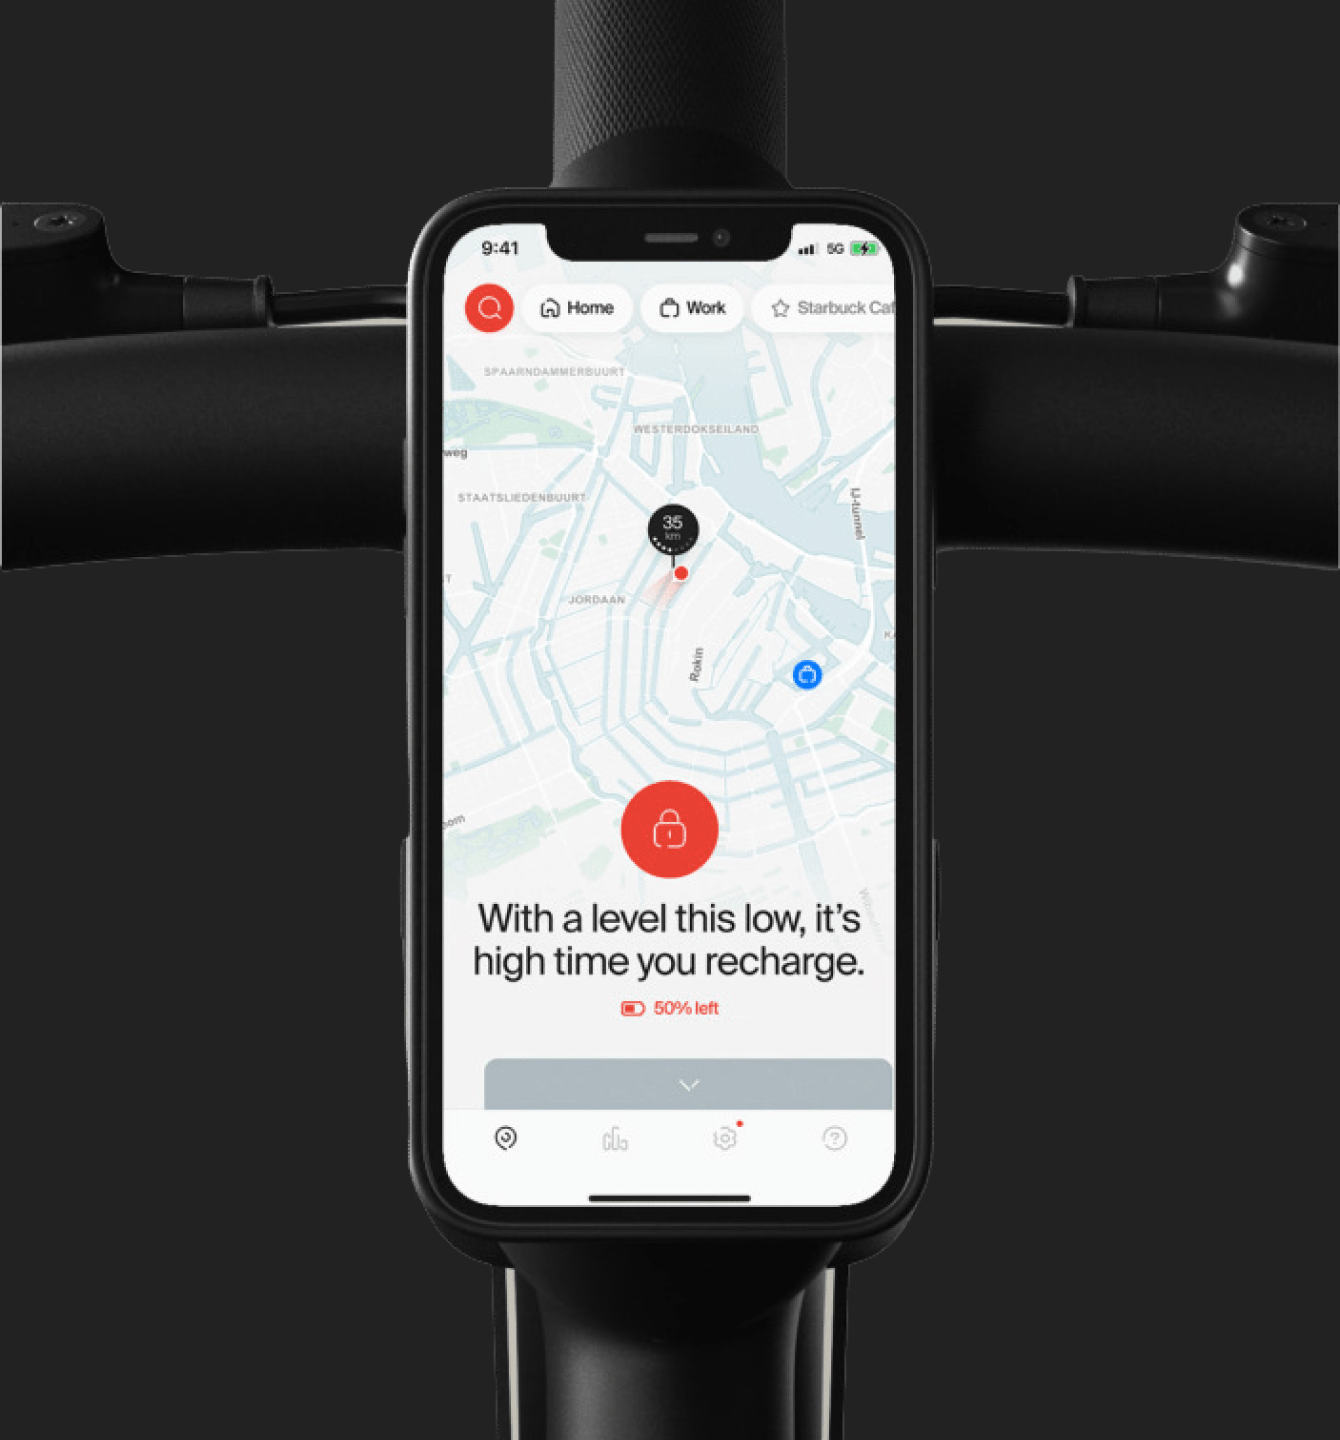 9:41
5G
Home
Work
Starbuck Caf
SPAARNDAMMERBUURT
WESTERDOKSEILAND
weg
STAATSLIEDENBUURT
IJ-tunnel
35
km
JORDAAN
Rokin
oom
With a level this low, it's
high time you recharge.
50% left